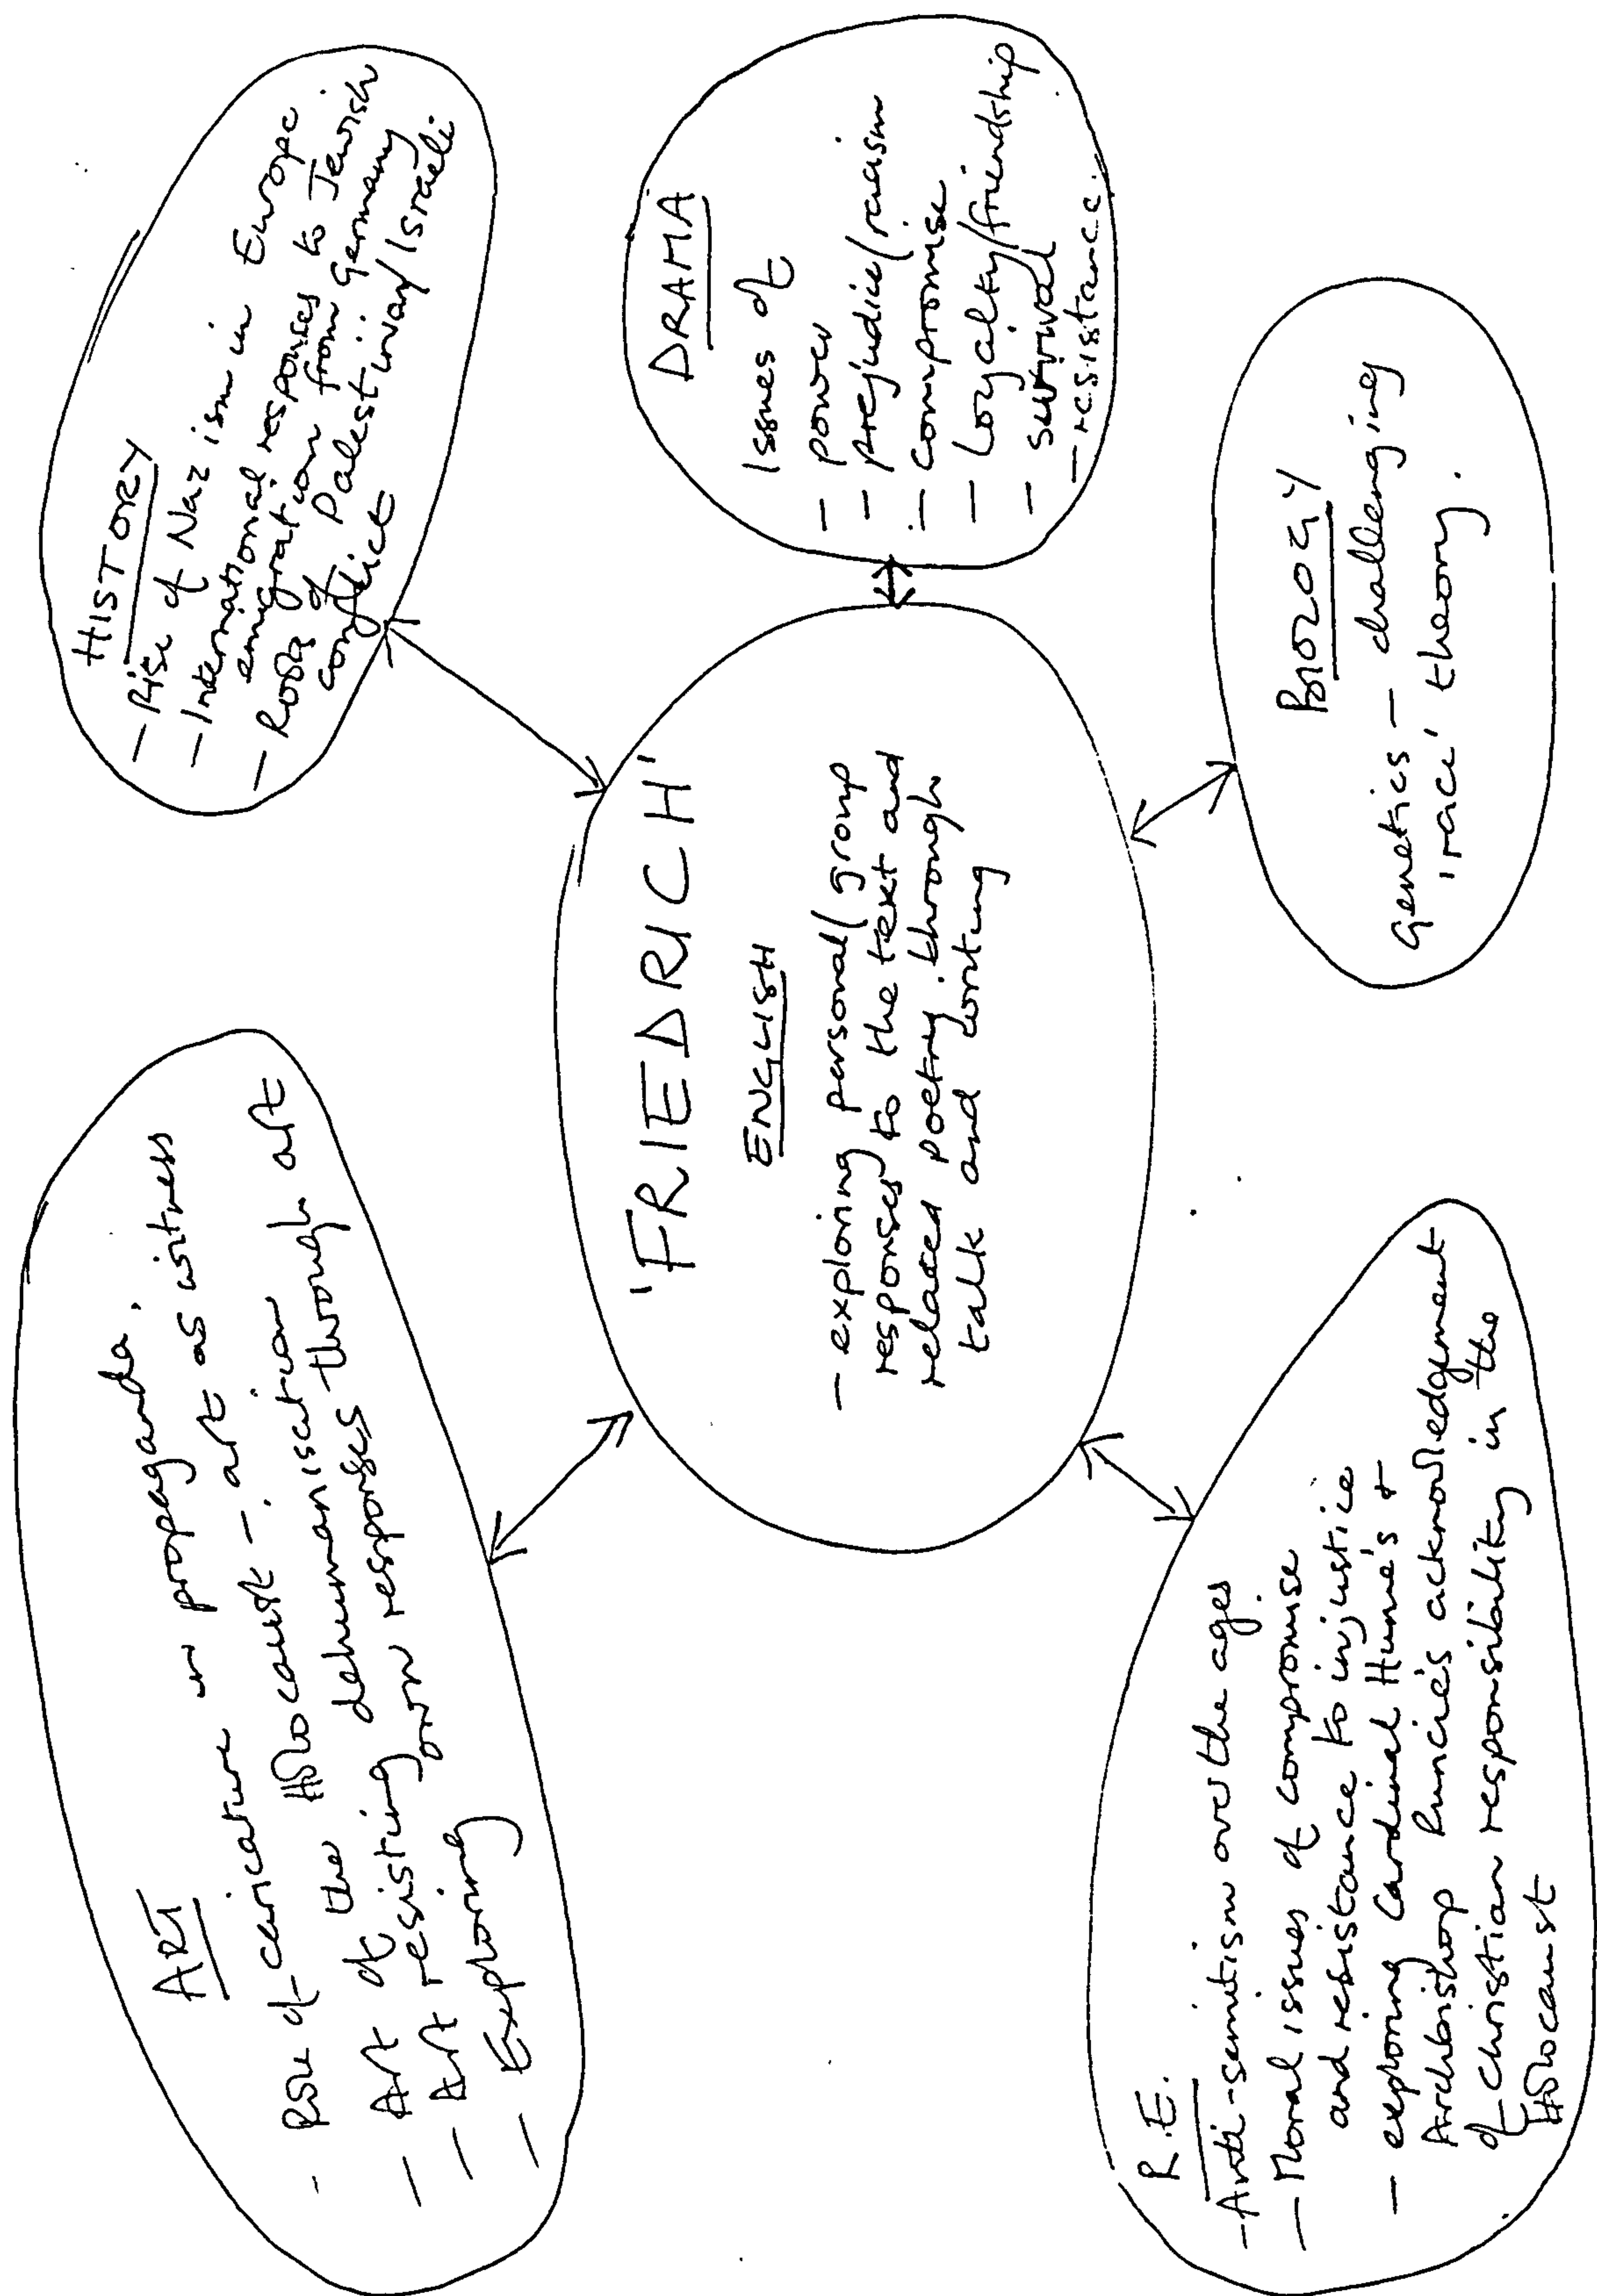 ART
- Role of caricature in propaganda.
- Art of the Holocaust - art as witness
- Art resisting dehumanisation
- Exploring own responses through art
HISTORY
- Rise of Nazism in Europe
- International responses to Jewish
emigration from Germany
- Roots of Palestinian/Israeli
conflict
'FRIEDRICH'
ENGLISH
- exploring personal/group
responses to the text and
related poetry through
talk and writing
DRAMA
Issues of
- power
- prejudice/racism
- compromise
- loyalty/friendship
- survival
- resistance.
R.E.
- Anti-semitism over the ages
- Moral issues of compromise
and resistance to injustice
- exploring Cardinal Hume's +
Archbishop Runcie's acknowledgement
of Christian responsibility in the
Holocaust
BIOLOGY
Genetics - challenging
'race' theory.